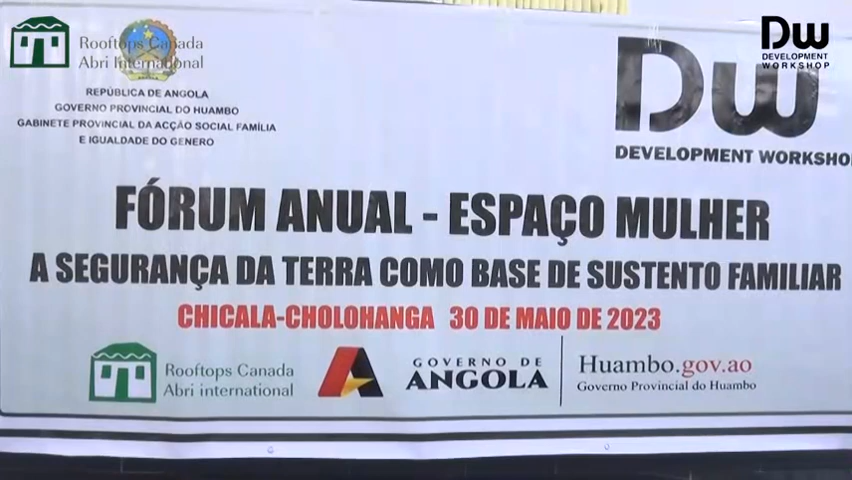 Rooftops Canada
Abri International
REPÚBLICA DE ANGOLA
GOVERNO PROVINCIAL DO HUAMBO
GABINETE PROVINCIAL DA ACÇÃO SOCIAL FAMÍLIA
E IGUALDADE DO GENERO
DW
DEVELOPMENT
WORKSHOP
DW
DEVELOPMENT WORKSHO
FÓRUM ANUAL - ESPAÇO MULHER
A SEGURANÇA DA TERRA COMO BASE DE SUSTENTO FAMILIAR
CHICALA-CHOLOHANGA 30 DE MAIO DE 2023
Rooftops Canada
Abri international
GOVERNO DE
ANGOLA
Huambo.gov.ao
Governo Provincial do Huambo